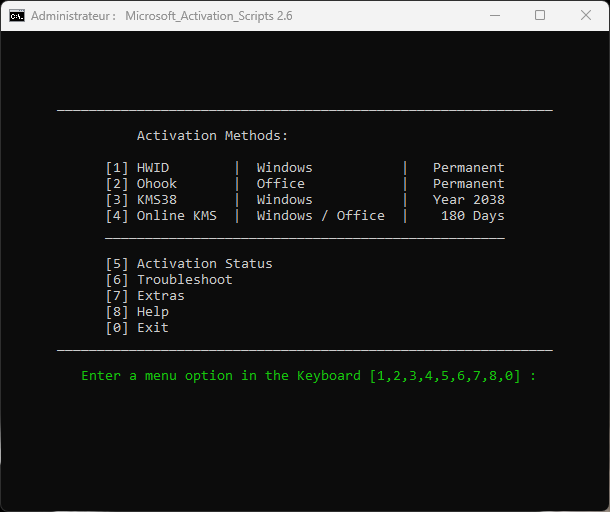 Administrateur : Microsoft_Activation_Scripts 2.6
Activation Methods:
[1] HWID | Windows | Permanent
[2] Ohook | Office | Permanent
[3] KMS38 | Windows | Year 2038
[4] Online KMS | Windows / Office | 180 Days
[5] Activation Status
[6] Troubleshoot
[7] Extras
[8] Help
[0] Exit
Enter a menu option in the Keyboard [1,2,3,4,5,6,7,8,0] :